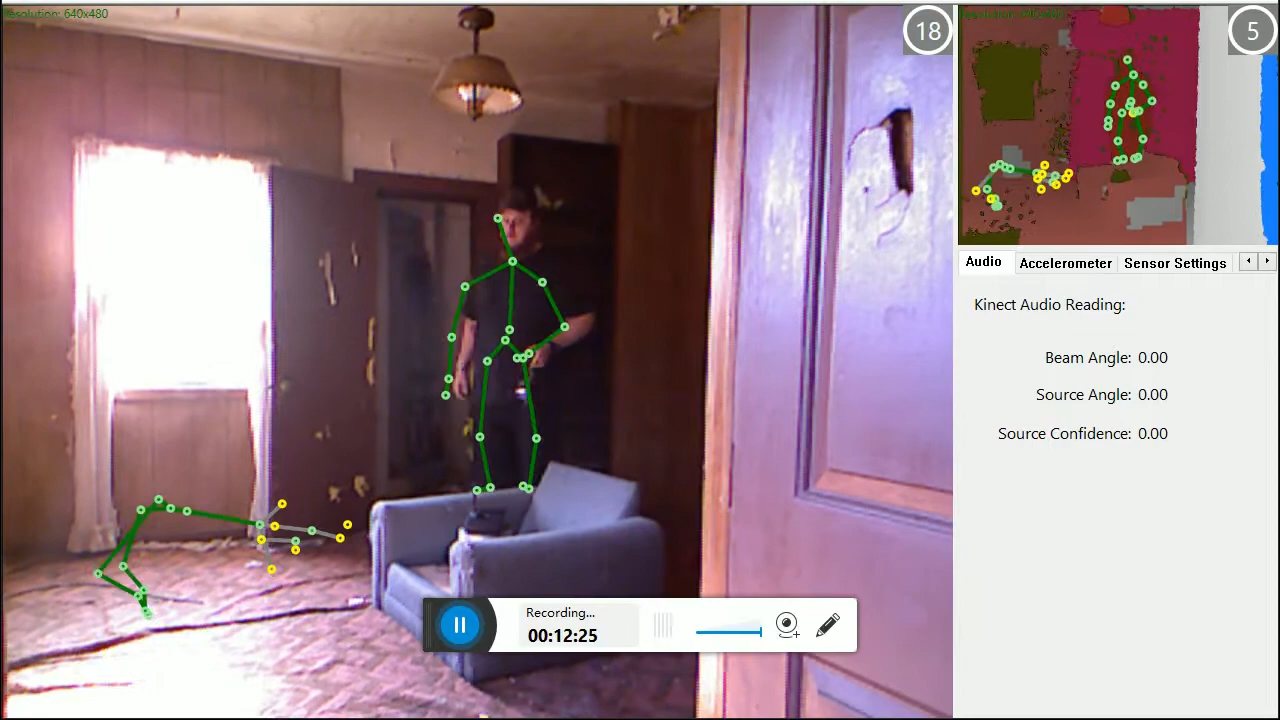 Resolution: 640x480
18
5
Audio
Accelerometer
Sensor Settings
Kinect Audio Reading:
Beam Angle: 0.00
Source Angle: 0.00
Source Confidence: 0.00
Recording...
00:12:25